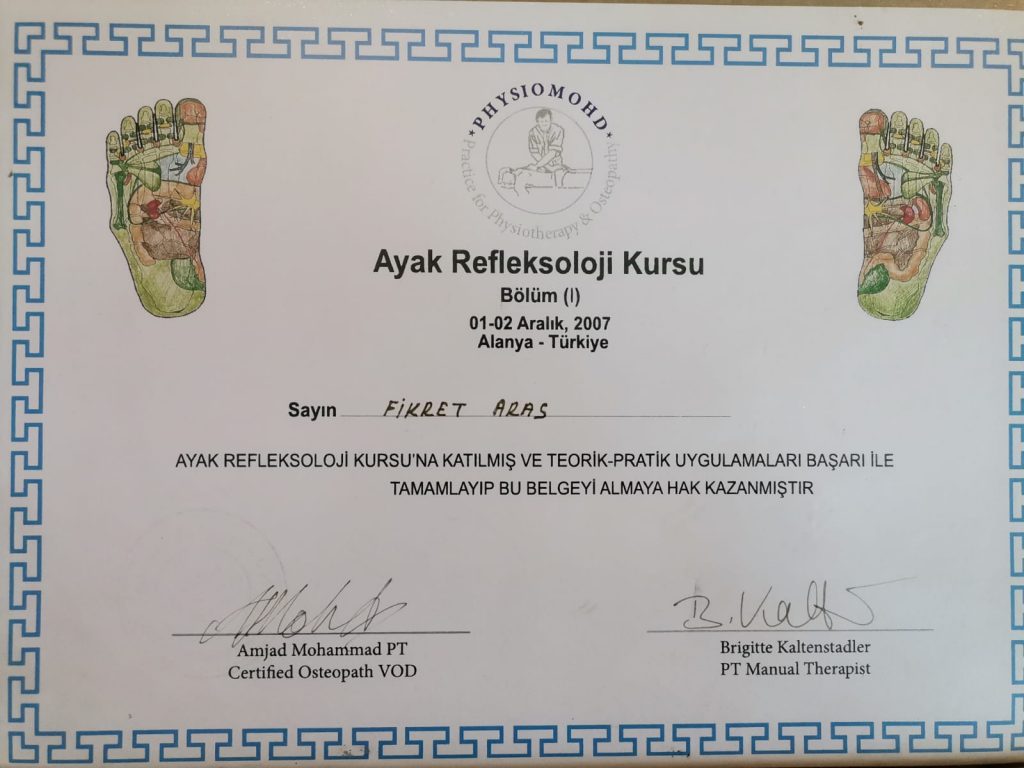 *PHYSIOMOHD*
Practice for Physiotherapy & Osteopathy
Ayak Refleksoloji Kursu
Bölüm (I)
01-02 Aralık, 2007
Alanya - Türkiye
Sayın FİKRET ARAS
AYAK REFLEKSOLOJİ KURSU'NA KATILMIŞ VE TEORİK-PRATİK UYGULAMALARI BAŞARI İLE
TAMAMLAYIP BU BELGEYİ ALMAYA HAK KAZANMIŞTIR
B. Kalt
Amjad Mohammad PT
Certified Osteopath VOD
Brigitte Kaltenstadler
PT Manual Therapist